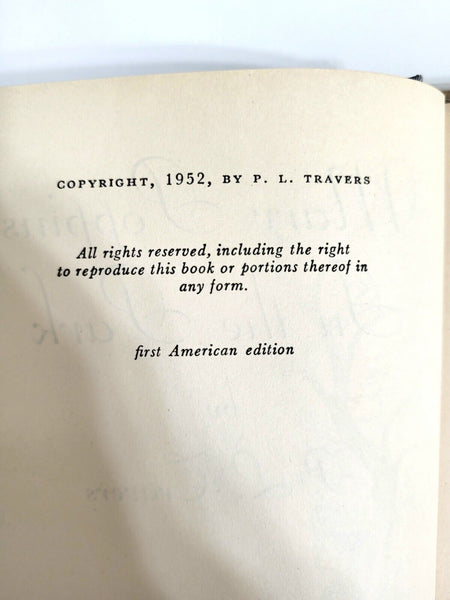 COPYRIGHT, 1952, BY P. L. TRAVERS
All rights reserved, including the right
to reproduce this book or portions thereof in
any form.
first American edition